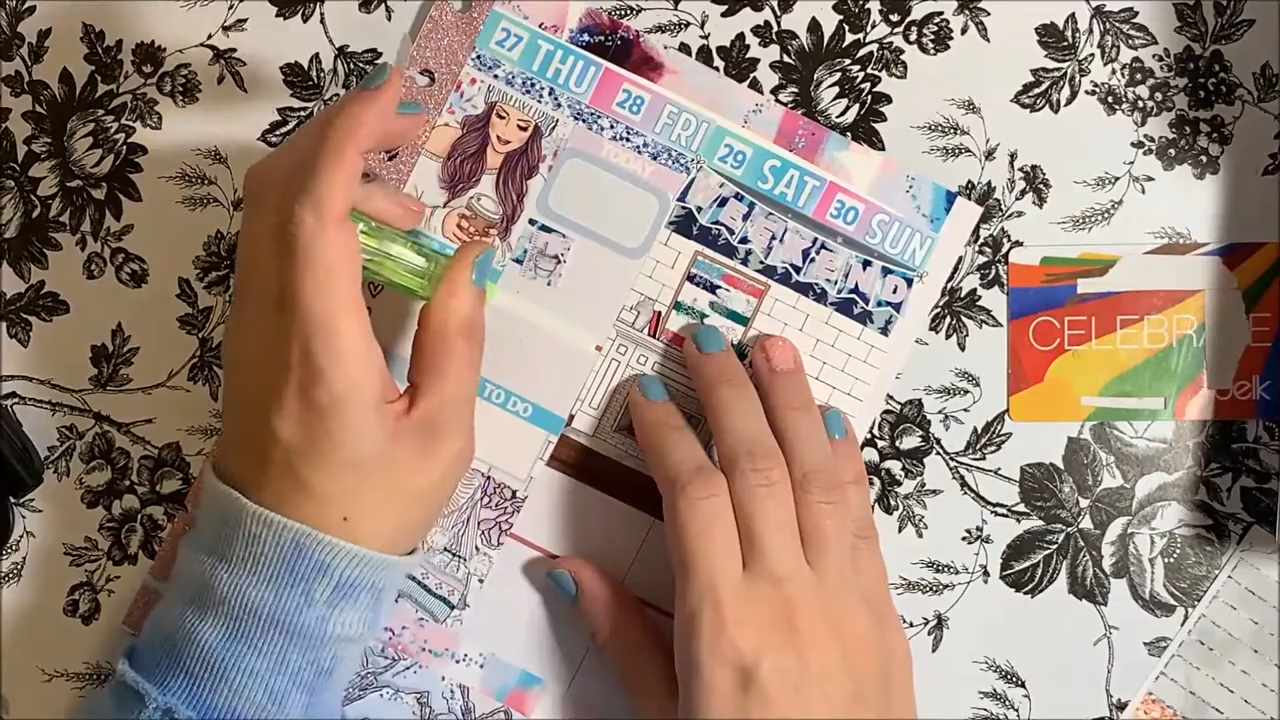 27 THU 28 FRI 29 SAT 30 SUN
TODAY
WEEKEND
TO DO
CELEBRATE
belk